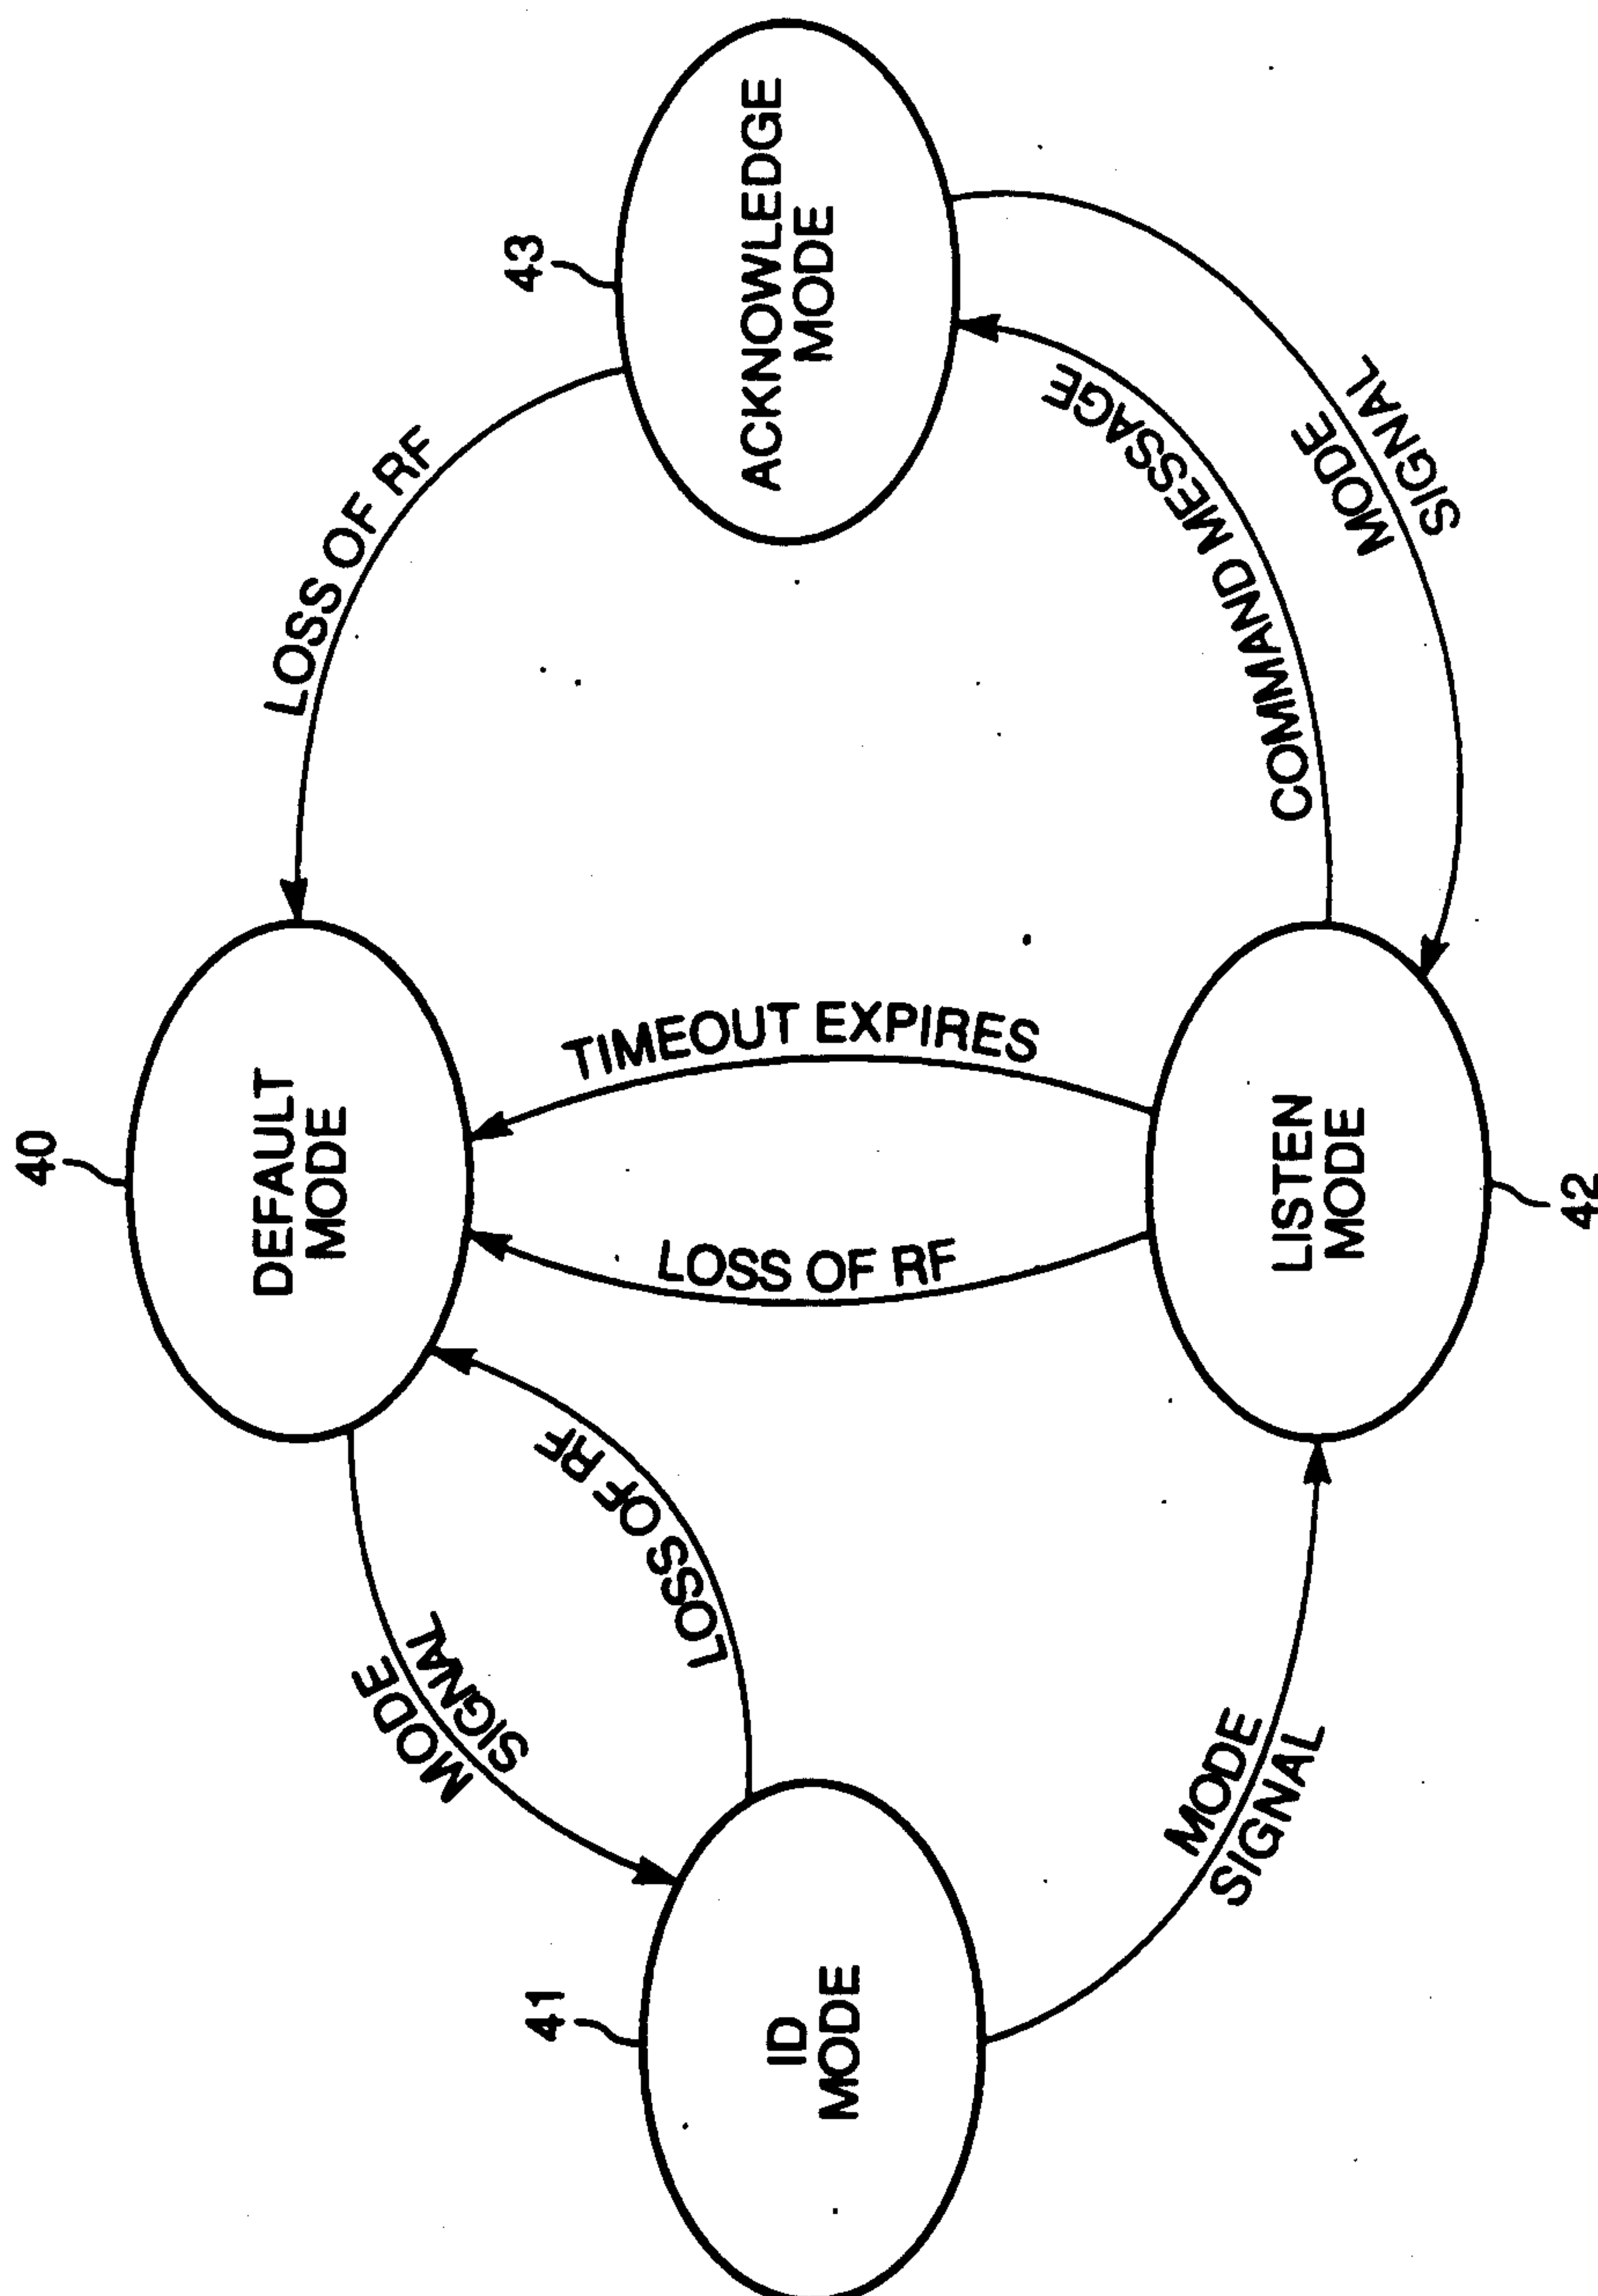 40
DEFAULT
MODE
MODE
SIGNAL
LOSS OF RF
LOSS OF RF
TIMEOUT EXPIRES
LOSS OF RF
41
ID
MODE
43
ACKNOWLEDGE
MODE
MODE
SIGNAL
LISTEN
MODE
42
COMMAND MESSAGE
MODE
SIGNAL